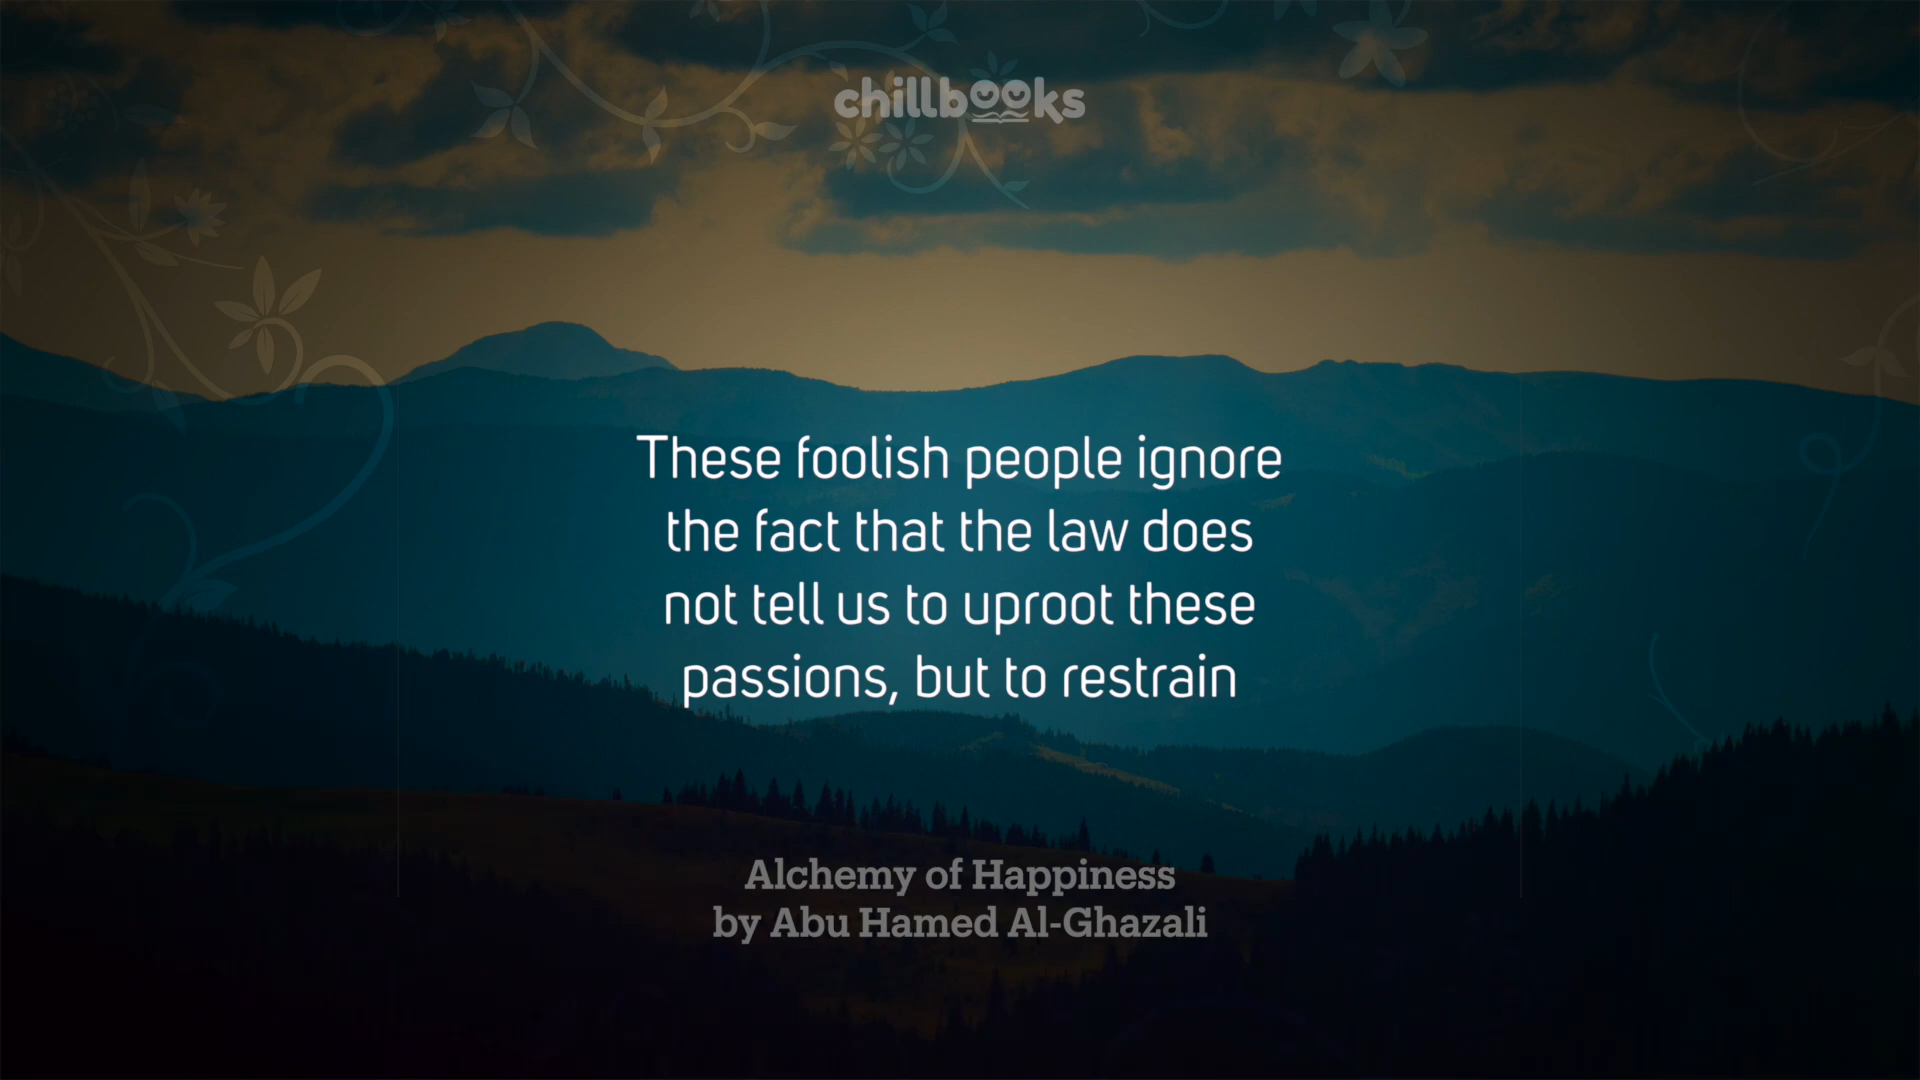 chillbooks
These foolish people ignore
the fact that the law does
not tell us to uproot these
passions, but to restrain
Alchemy of Happiness
by Abu Hamed Al-Ghazali